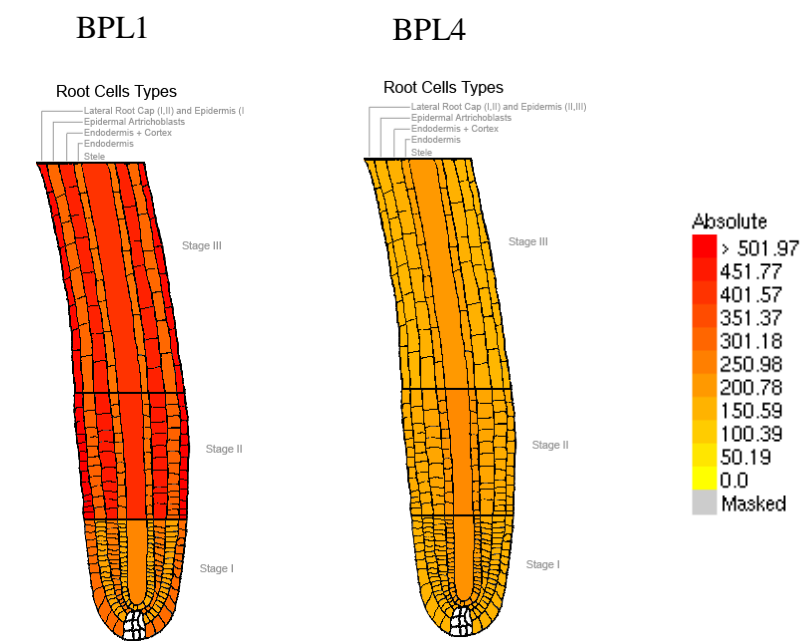 BPL1
BPL4
Root Cells Types
Lateral Root Cap (I,II) and Epidermis (I
Epidermal Artrichoblasts
Endodermis + Cortex
Endodermis
Stele
Stage III
Stage II
Stage I
Root Cells Types
Lateral Root Cap (I,II) and Epidermis (II,III)
Epidermal Artrichoblasts
Endodermis + Cortex
Endodermis
Stele
Stage III
Stage II
Stage I
Absolute
> 501.97
451.77
401.57
351.37
301.18
250.98
200.78
150.59
100.39
50.19
0.0
Masked